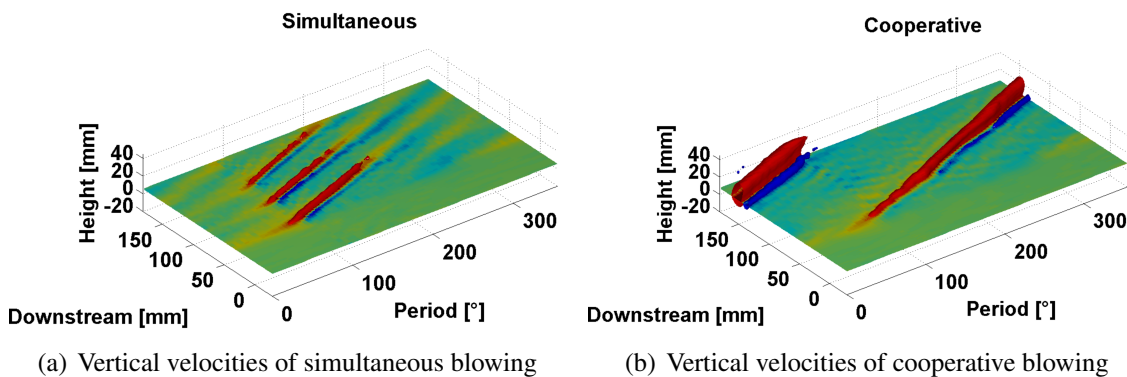 Simultaneous
Height [mm]
40
20
0
-20
150
100
50
0
Downstream [mm]
0
100
200
300
Period [°]
(a) Vertical velocities of simultaneous blowing
Cooperative
Height [mm]
40
20
0
-20
150
100
50
0
Downstream [mm]
0
100
200
300
Period [°]
(b) Vertical velocities of cooperative blowing